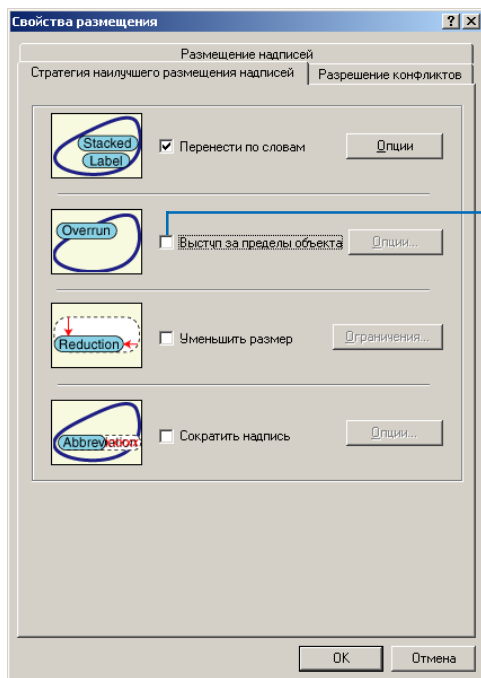 Свойства размещения
Размещение надписей
Стратегия наилучшего размещения надписей
Разрешение конфликтов
Stacked
Label
Перенести по словам
Опции
Overrun
Выступ за пределы объекта
Опции...
Reduction
Уменьшить размер
Ограничения...
Abbreviation
Сократить надпись
Опции...
OK
Отмена